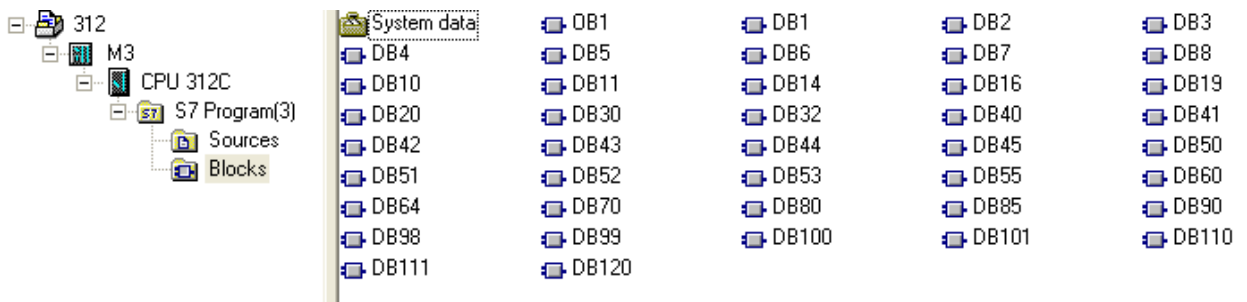 312
M3
CPU 312C
S7 Program(3)
Sources
Blocks
System data OB1 DB1 DB2 DB3
DB4 DB5 DB6 DB7 DB8
DB10 DB11 DB14 DB16 DB19
DB20 DB30 DB32 DB40 DB41
DB42 DB43 DB44 DB45 DB50
DB51 DB52 DB53 DB55 DB60
DB64 DB70 DB80 DB85 DB90
DB98 DB99 DB100 DB101 DB110
DB111 DB120